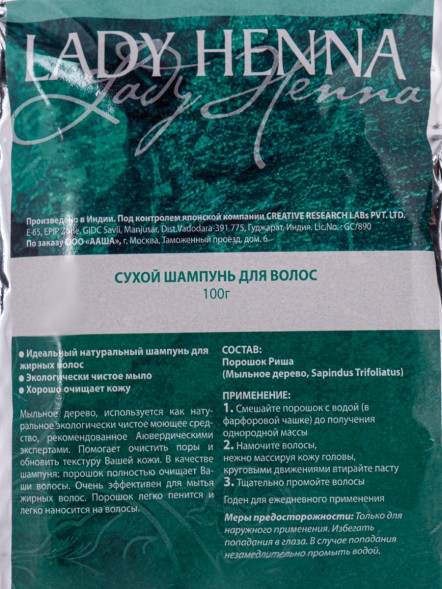 LADY HENNA
Lady Henna
Произведено в Индии. Под контролем японской компании CREATIVE RESEARCH LABs PVT. LTD.
E-65, EPIP Zone, GIDC Savli, Manjusar, Dist.Vadodara-391.775, Гуджарат, Индия. Lic.No.: GC/890
По заказу ООО «ААША», г. Москва, Таможенный проезд, дом. 6.
СУХОЙ ШАМПУНЬ ДЛЯ ВОЛОС
100г
• Идеальный натуральный шампунь для
жирных волос
• Экологически чистое мыло
• Хорошо очищает кожу
Мыльное дерево, используется как нату-
ральное экологически чистое моющее сред-
ство, рекомендованное Аювердическими
экспертами. Помогает очистить поры и
обновить текстуру Вашей кожи. В качестве
шампуня: порошок полностью очищает Ва-
ши волосы. Очень эффективен для мытья
жирных волос. Порошок легко пенится и
легко наносится на волосы.
СОСТАВ:
Порошок Риша
(Мыльное дерево, Sapindus Trifoliatus)
ПРИМЕНЕНИЕ:
1. Смешайте порошок с водой (в
фарфоровой чашке) до получения
однородной массы
2. Намочите волосы,
нежно массируя кожу головы,
круговыми движениями втирайте пасту
3. Тщательно промойте волосы
Годен для ежедневного применения
Меры предосторожности: Только для
наружного применения. Избегать
попадания в глаза. В случае попадания
незамедлительно промыть водой.